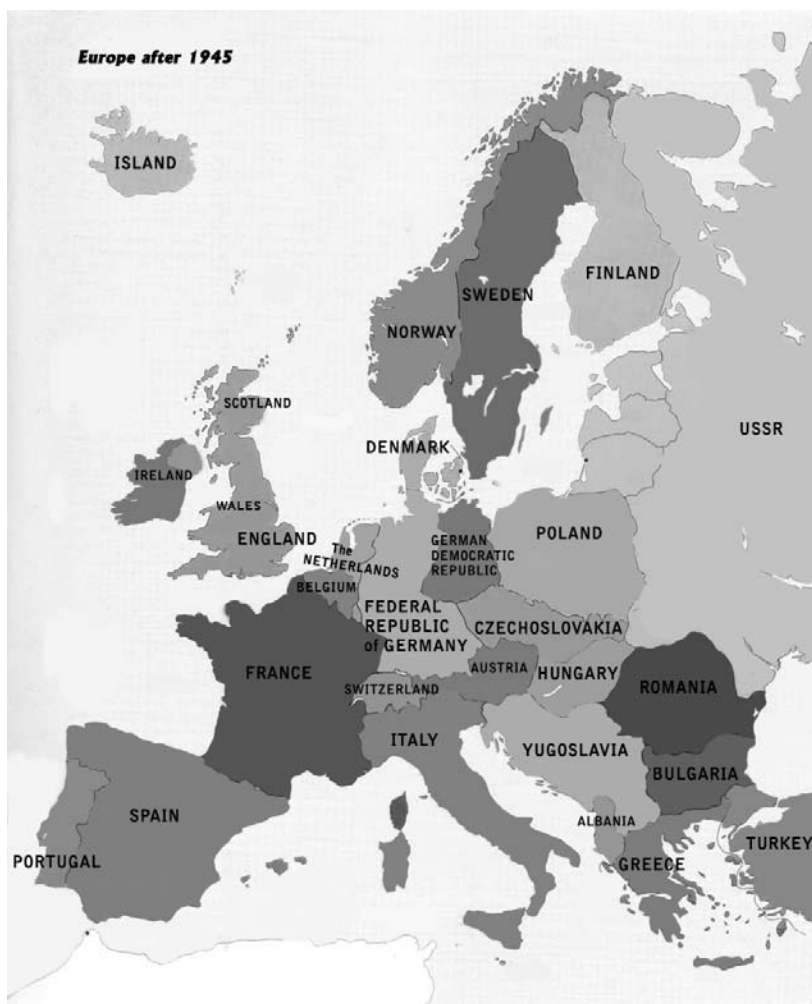 Europe after 1945
ISLAND
FINLAND
SWEDEN
NORWAY
SCOTLAND
USSR
DENMARK
IRELAND
WALES
ENGLAND
The
NETHERLANDS
GERMAN
DEMOCRATIC
REPUBLIC
POLAND
BELGIUM
FEDERAL
REPUBLIC
of GERMANY
CZECHOSLOVAKIA
FRANCE
AUSTRIA
HUNGARY
SWITZERLAND
ROMANIA
ITALY
YUGOSLAVIA
BULGARIA
SPAIN
ALBANIA
PORTUGAL
GREECE
TURKEY